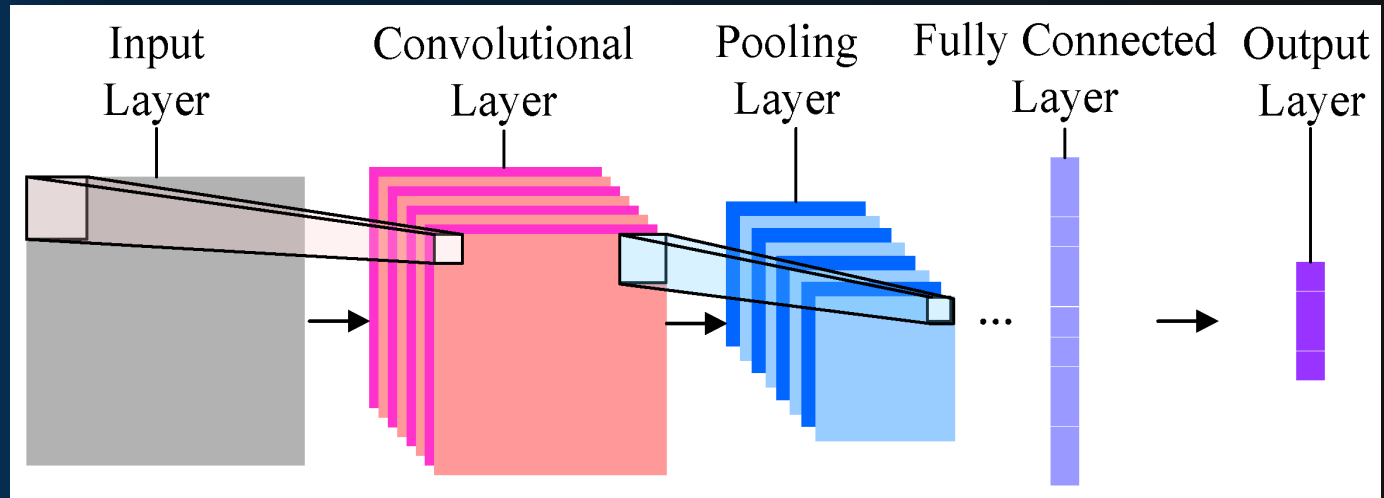 Input
Layer
Convolutional
Layer
Pooling
Layer
Fully Connected
Layer
Output
Layer
...